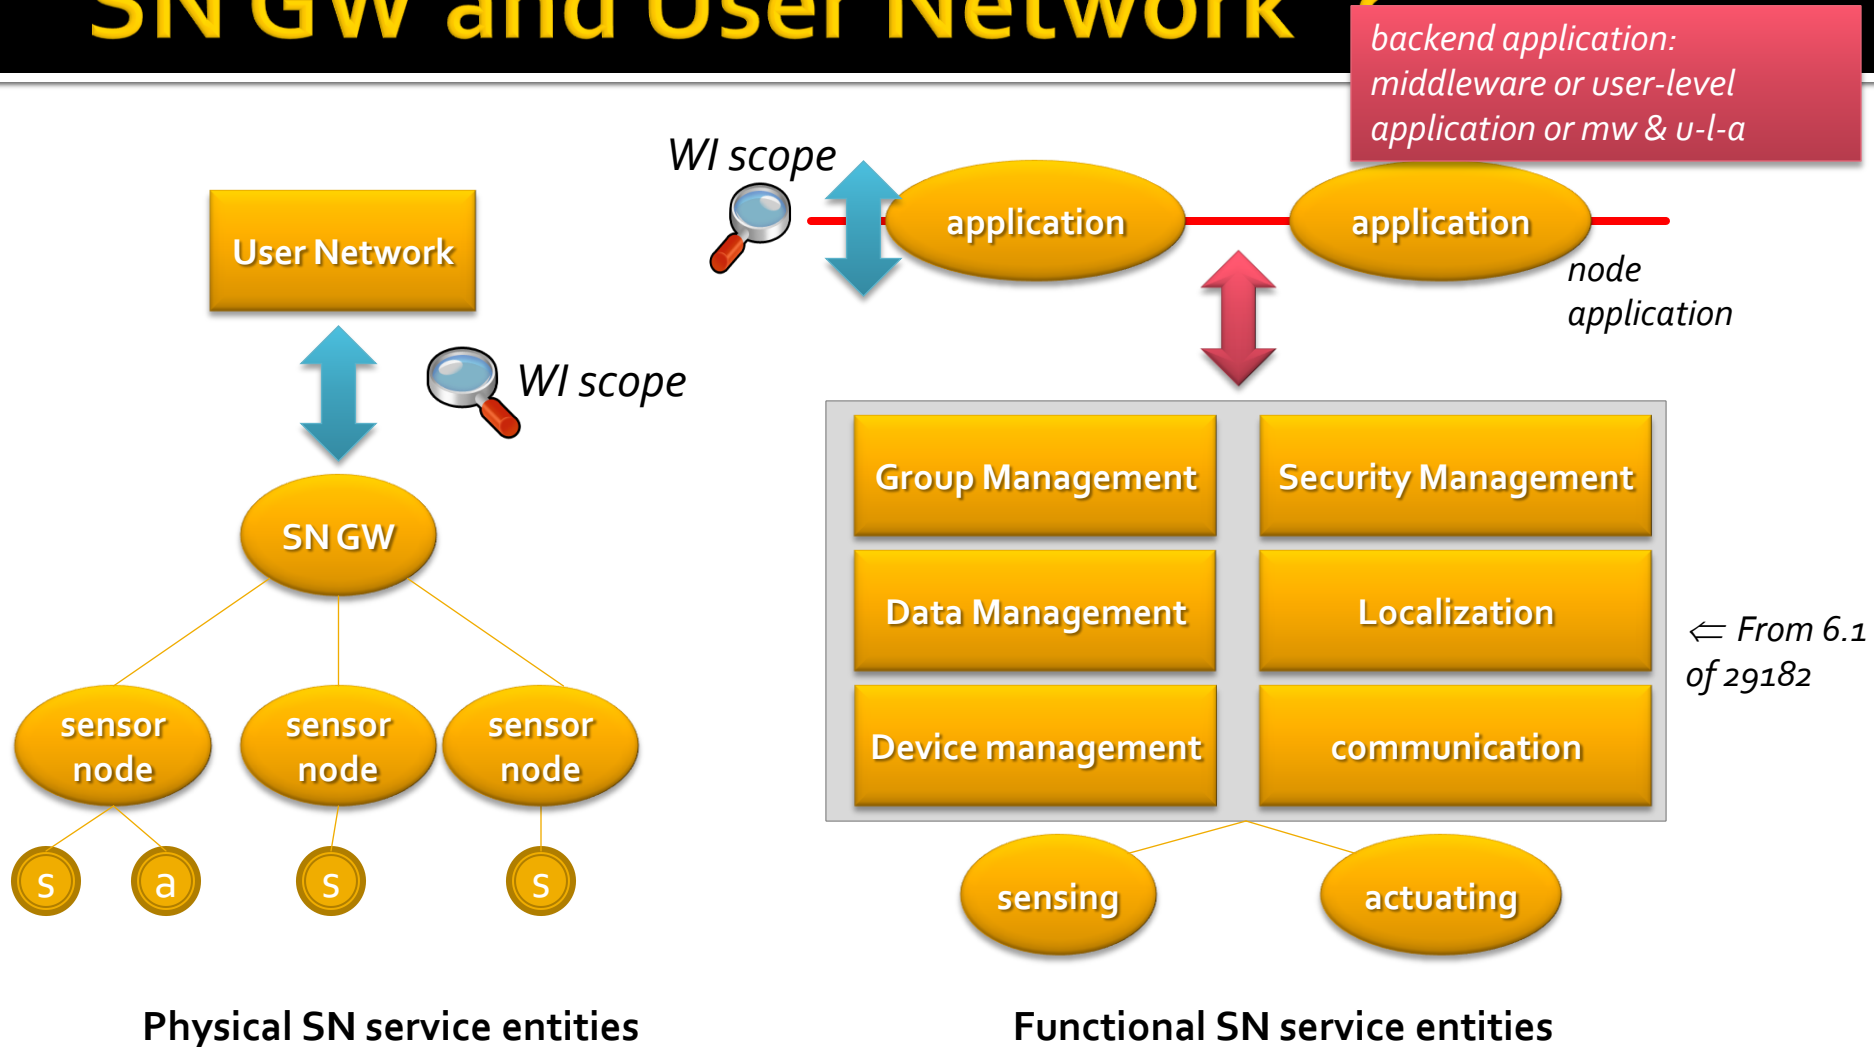 SN GW and User Network
backend application:
middleware or user-level
application or mw & u-l-a
WI scope
User Network
application
application
node
application
WI scope
SN GW
Group Management
Security Management
Data Management
Localization
⇐ From 6.1
of 29182
sensor
node
sensor
node
sensor
node
Device management
communication
s
a
s
s
sensing
actuating
Physical SN service entities
Functional SN service entities